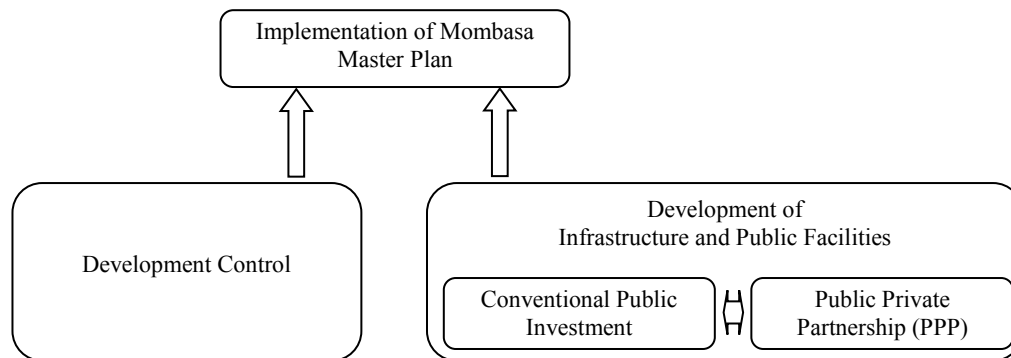 Implementation of Mombasa
Master Plan
Development Control
Development of
Infrastructure and Public Facilities
Conventional Public
Investment
Public Private
Partnership (PPP)